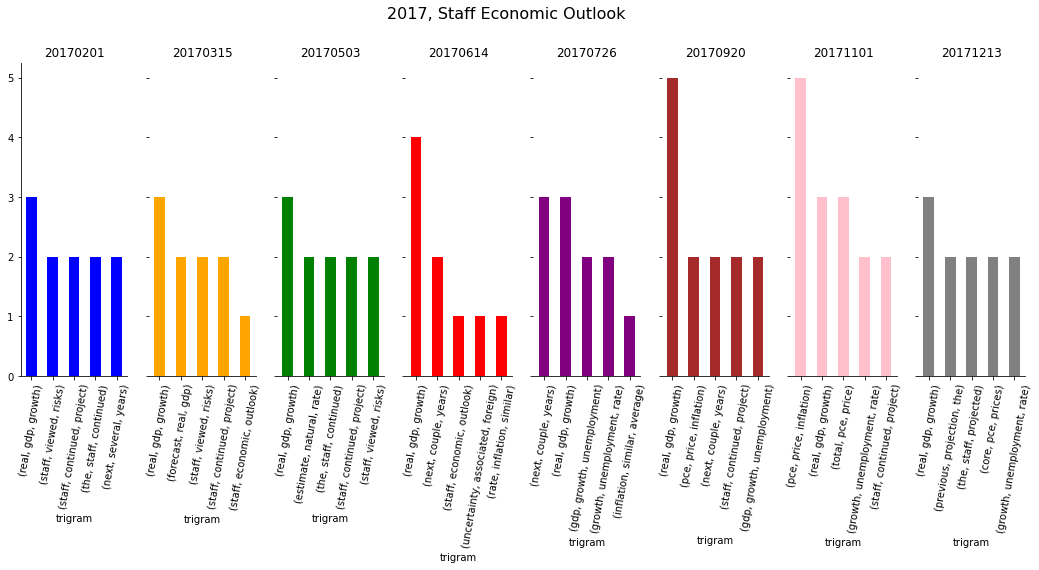 2017, Staff Economic Outlook
20170201
20170315
20170503
20170614
20170726
20170920
20171101
20171213
5
4
3
2
1
0
(real, gdp, growth)
(staff, viewed, risks)
(staff, continued, project)
(the, staff, continued)
(next, several, years)
trigram
(real, gdp, growth)
(forecast, real, gdp)
(staff, viewed, risks)
(staff, continued, project)
(staff, economic, outlook)
trigram
(real, gdp, growth)
(estimate, natural, rate)
(the, staff, continued)
(staff, continued, project)
(staff, viewed, risks)
trigram
(real, gdp, growth)
(next, couple, years)
(staff, economic, outlook)
(uncertainty, associated, foreign)
(rate, inflation, similar)
trigram
(next, couple, years)
(real, gdp, growth)
(gdp, growth, unemployment)
(growth, unemployment, rate)
(inflation, similar, average)
trigram
(real, gdp, growth)
(pce, price, inflation)
(next, couple, years)
(staff, continued, project)
(gdp, growth, unemployment)
trigram
(pce, price, inflation)
(real, gdp, growth)
(total, pce, price)
(growth, unemployment, rate)
(staff, continued, project)
trigram
(real, gdp, growth)
(previous, projection, the)
(the, staff, projected)
(core, pce, prices)
(growth, unemployment, rate)
trigram